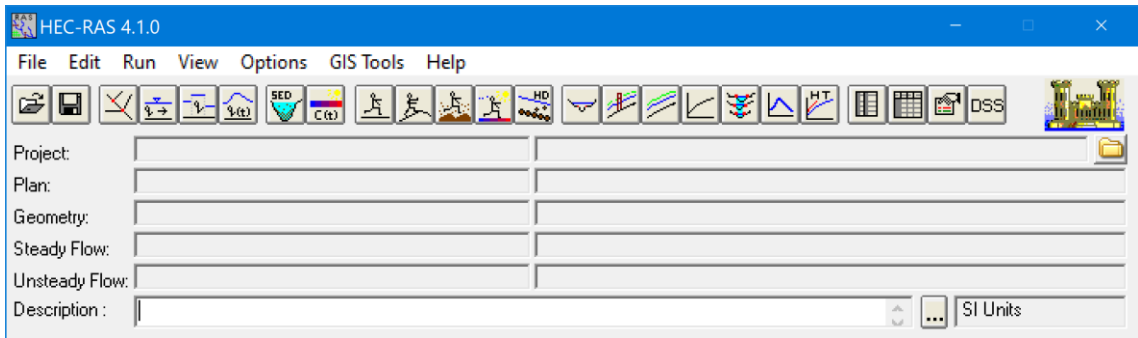 HEC-RAS 4.1.0
File Edit Run View Options GIS Tools Help
SED C(t) HD HT DSS
Project:
Plan:
Geometry:
Steady Flow:
Unsteady Flow:
Description : ... SI Units